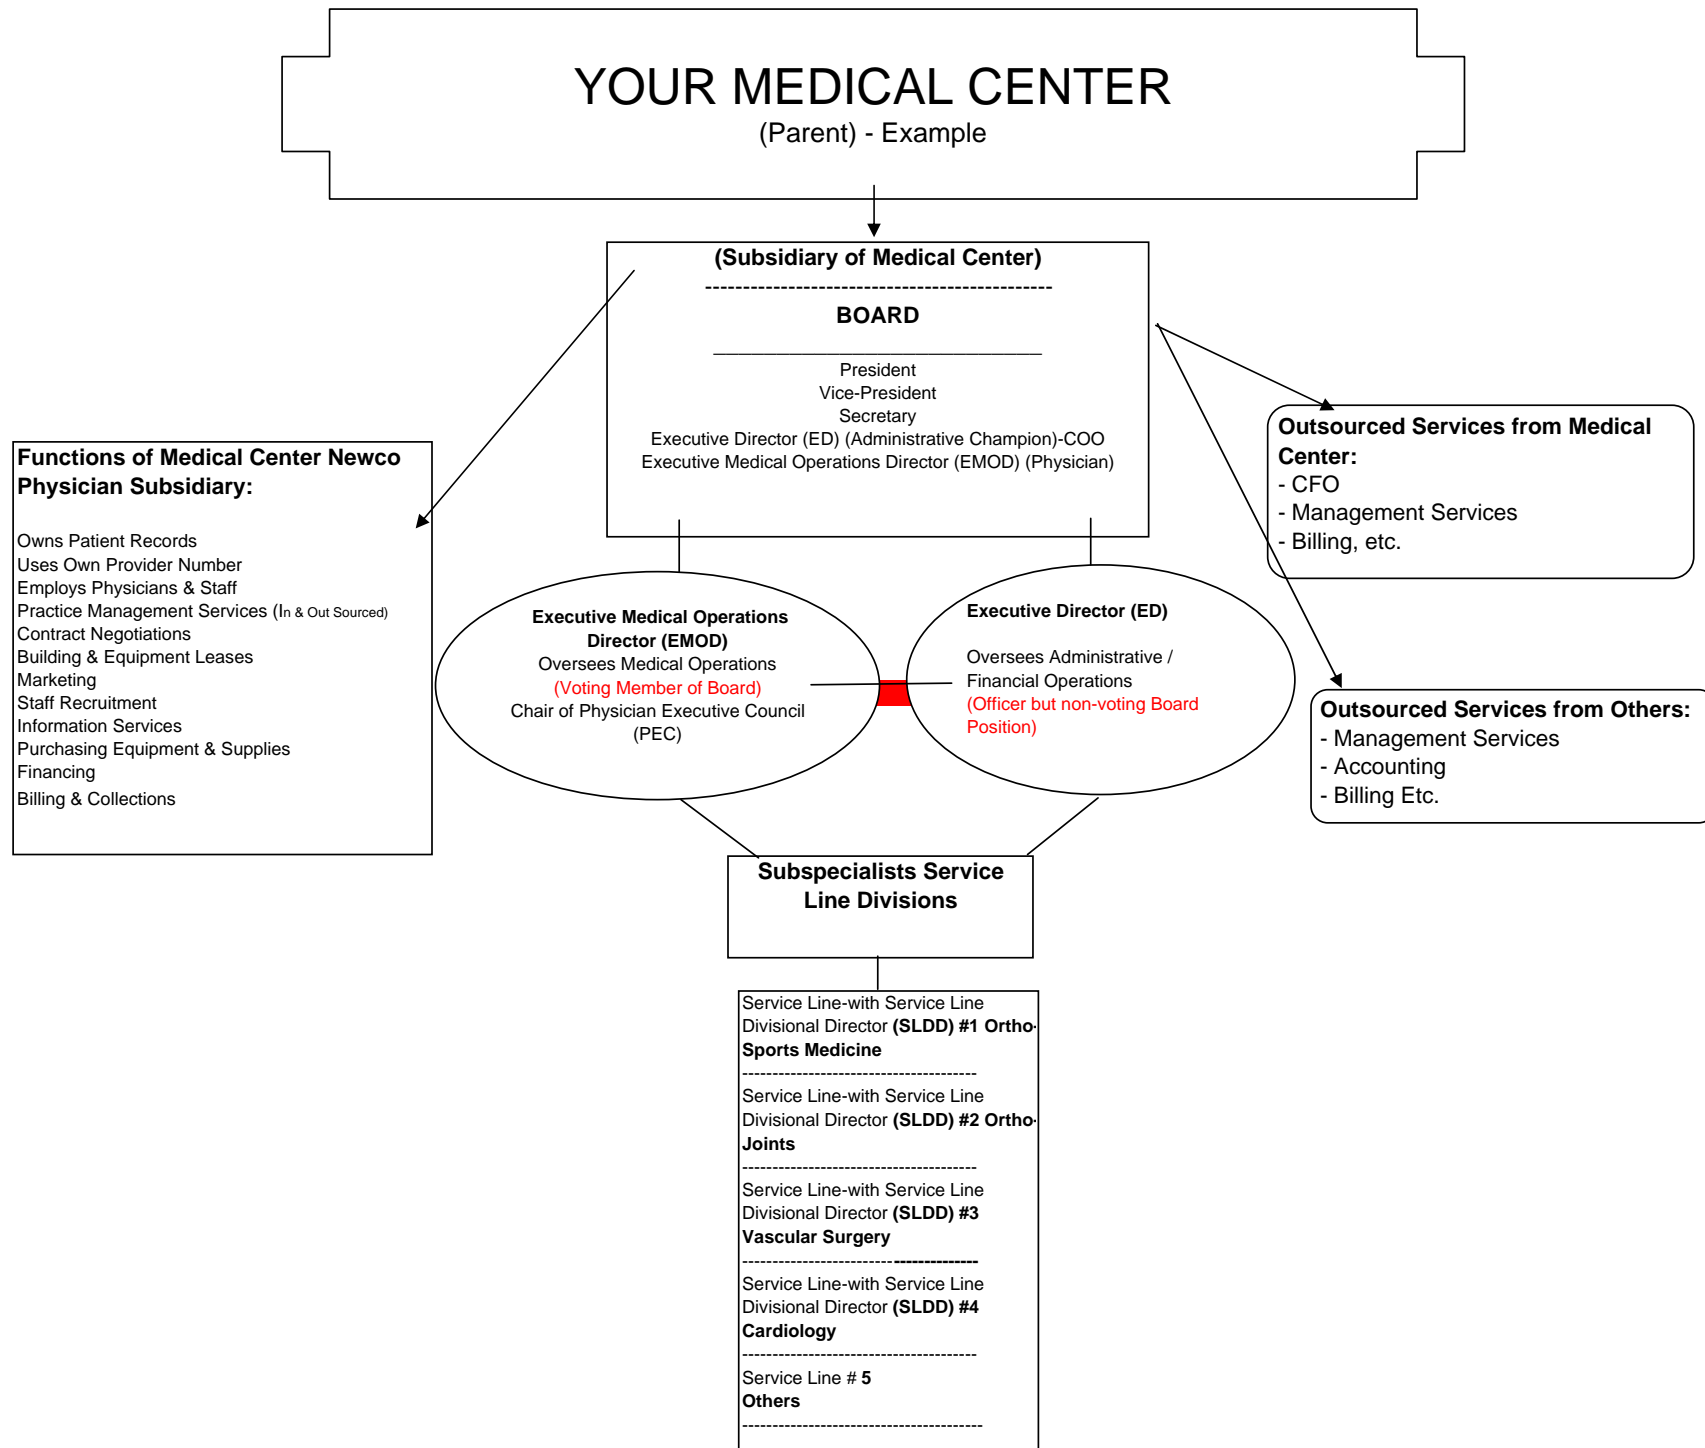 YOUR MEDICAL CENTER
(Parent) - Example
(Subsidiary of Medical Center)
----------------------------------------------
BOARD
______________________________
President
Vice-President
Secretary
Executive Director (ED) (Administrative Champion)-COO
Executive Medical Operations Director (EMOD) (Physician)
Functions of Medical Center Newco
Physician Subsidiary:
Owns Patient Records
Uses Own Provider Number
Employs Physicians & Staff
Practice Management Services (In & Out Sourced)
Contract Negotiations
Building & Equipment Leases
Marketing
Staff Recruitment
Information Services
Purchasing Equipment & Supplies
Financing
Billing & Collections
Executive Medical Operations
Director (EMOD)
Oversees Medical Operations
(Voting Member of Board)
Chair of Physician Executive Council
(PEC)
Executive Director (ED)
Oversees Administrative /
Financial Operations
(Officer but non-voting Board
Position)
Outsourced Services from Medical
Center:
- CFO
- Management Services
- Billing, etc.
Outsourced Services from Others:
- Management Services
- Accounting
- Billing Etc.
Subspecialists Service
Line Divisions
Service Line-with Service Line
Divisional Director (SLDD) #1 Ortho-
Sports Medicine
---------------------------------------
Service Line-with Service Line
Divisional Director (SLDD) #2 Ortho-
Joints
---------------------------------------
Service Line-with Service Line
Divisional Director (SLDD) #3
Vascular Surgery
---------------------------------------
Service Line-with Service Line
Divisional Director (SLDD) #4
Cardiology
---------------------------------------
Service Line # 5
Others
----------------------------------------